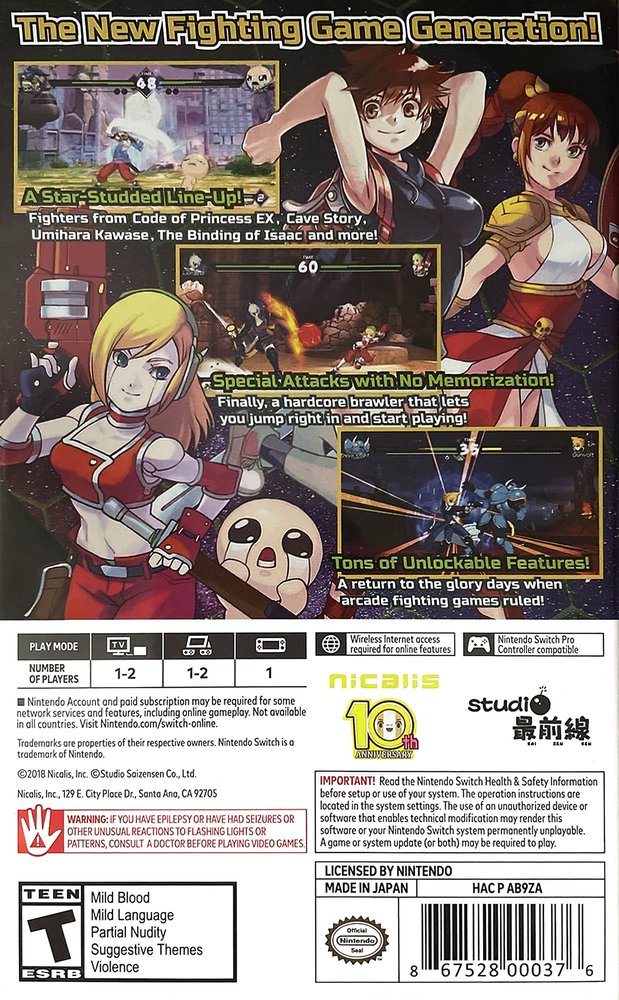 The New Fighting Game Generation!
TIME
48
2
A Star-Studded Line-Up!
Fighters from Code of Princess EX, Cave Story,
Umihara Kawase, The Binding of Isaac and more!
TIME
60
Special Attacks with No Memorization!
Finally, a hardcore brawler that lets
you jump right in and start playing!
Shovel Knight
35
Gunvolt
Tons of Unlockable Features!
A return to the glory days when
arcade fighting games ruled!
PLAY MODE
TV
NUMBER
OF PLAYERS
1-2
1-2
1
Wireless Internet access
required for online features
Nintendo Switch Pro
Controller compatible
■ Nintendo Account and paid subscription may be required for some
network services and features, including online gameplay. Not available
in all countries. Visit Nintendo.com/switch-online.
Trademarks are properties of their respective owners. Nintendo Switch is a
trademark of Nintendo.
©2018 Nicalis, Inc. ©Studio Saizensen Co., Ltd.
Nicalis, Inc., 129 E. City Place Dr., Santa Ana, CA 92705
nicalis
10th
ANNIVERSARY
studio
最前線
SAI ZEN SEN
WARNING: IF YOU HAVE EPILEPSY OR HAVE HAD SEIZURES OR
OTHER UNUSUAL REACTIONS TO FLASHING LIGHTS OR
PATTERNS, CONSULT A DOCTOR BEFORE PLAYING VIDEO GAMES.
IMPORTANT! Read the Nintendo Switch Health & Safety Information
before setup or use of your system. The operation instructions are
located in the system settings. The use of an unauthorized device or
software that enables technical modification may render this
software or your Nintendo Switch system permanently unplayable.
A game or system update (or both) may be required to play.
TEEN
T
ESRB
Mild Blood
Mild Language
Partial Nudity
Suggestive Themes
Violence
LICENSED BY NINTENDO
MADE IN JAPAN
HAC P AB9ZA
Official
Nintendo
Seal
8 67528 00037 6